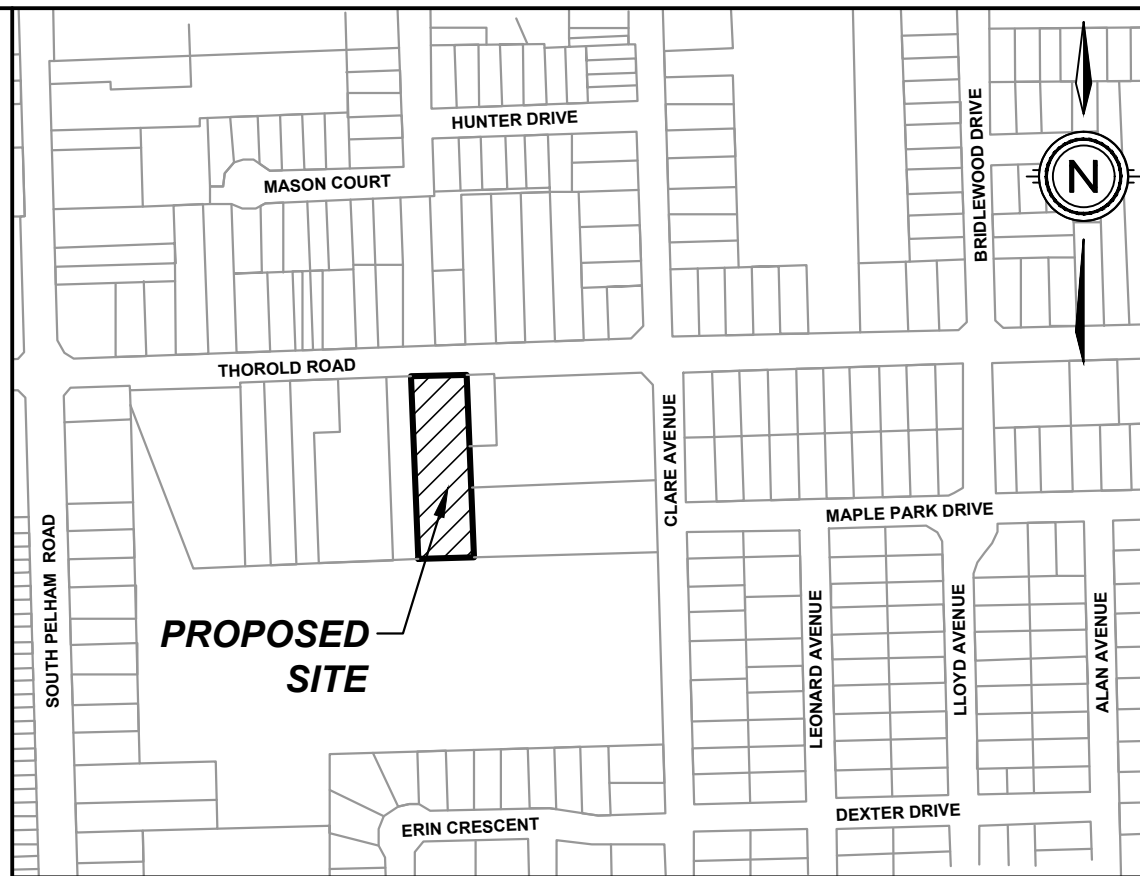 HUNTER DRIVE
MASON COURT
BRIDLEWOOD DRIVE
N
THOROLD ROAD
CLARE AVENUE
MAPLE PARK DRIVE
SOUTH PELHAM ROAD
PROPOSED
SITE
LEONARD AVENUE
LLOYD AVENUE
ALAN AVENUE
ERIN CRESCENT
DEXTER DRIVE